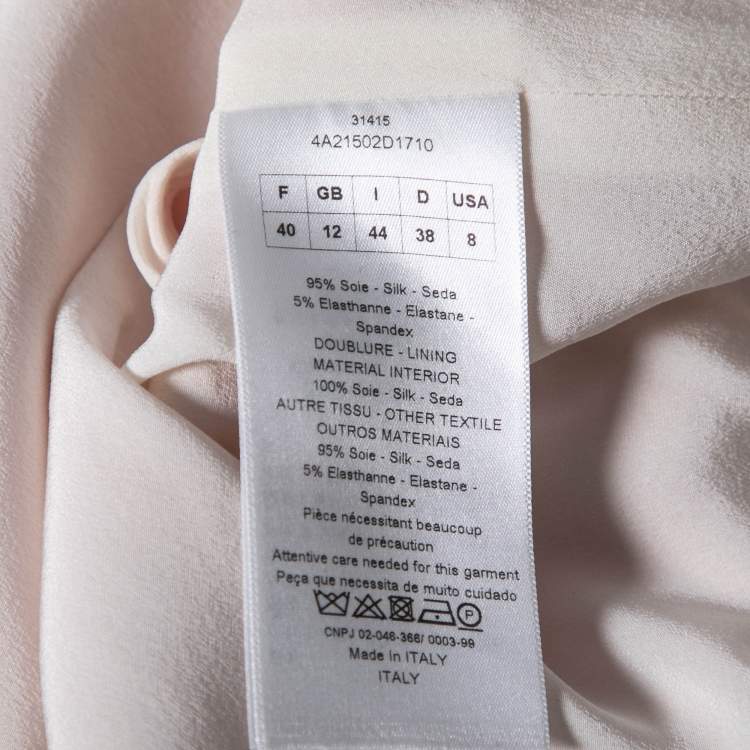 31415
4A21502D1710
F GB I D USA
40 12 44 38 8
95% Soie - Silk - Seda
5% Elasthanne - Elastane -
Spandex
DOUBLURE - LINING
MATERIAL INTERIOR
100% Soie - Silk - Seda
AUTRE TISSU - OTHER TEXTILE
OUTROS MATERIAIS
95% Soie - Silk - Seda
5% Elasthanne - Elastane -
Spandex
Pièce nécessitant beaucoup
de précaution
Attentive care needed for this garment
Peça que necessita de muito cuidado
P
CNPJ 02-046-366/ 0003-99
Made In ITALY
ITALY